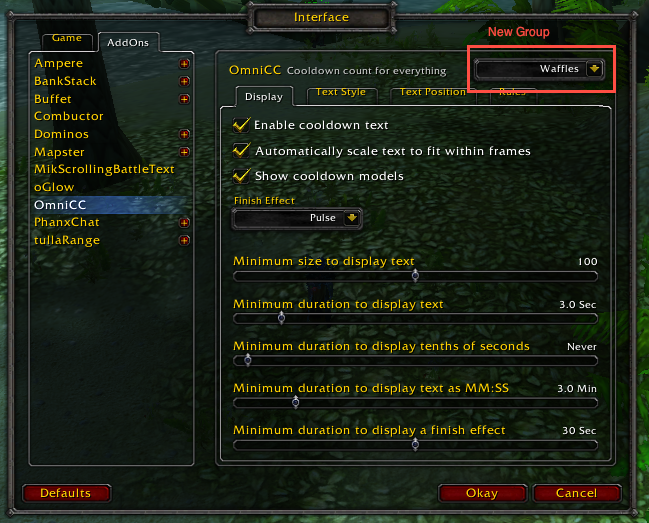 Interface
New Group
Game
AddOns
Ampere
BankStack
Buffet
Combuctor
Dominos
Mapster
MikScrollingBattleText
oGlow
OmniCC
PhanxChat
tullaRange
OmniCC Cooldown count for everything
Waffles
Display
Text Style
Text Position
Rules
Enable cooldown text
Automatically scale text to fit within frames
Show cooldown models
Finish Effect
Pulse
Minimum size to display text 100
Minimum duration to display text 3.0 Sec
Minimum duration to display tenths of seconds Never
Minimum duration to display text as MM:SS 3.0 Min
Minimum duration to display a finish effect 30 Sec
Defaults
Okay
Cancel